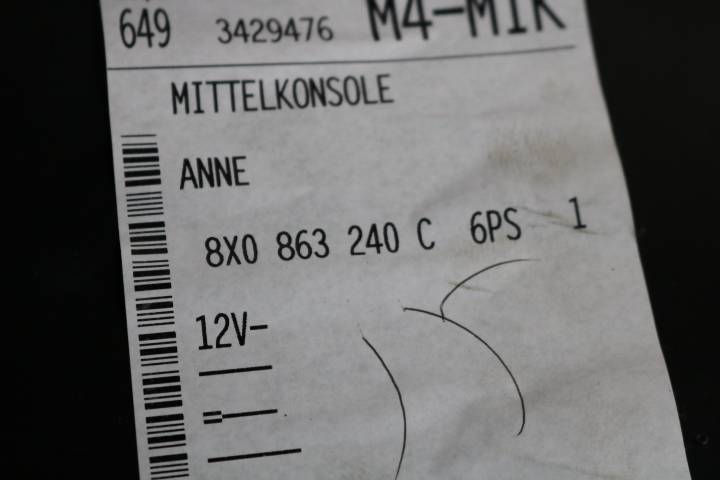 649 3429476 M4-MIK
MITTELKONSOLE
ANNE
8X0 863 240 C 6PS 1
12V-